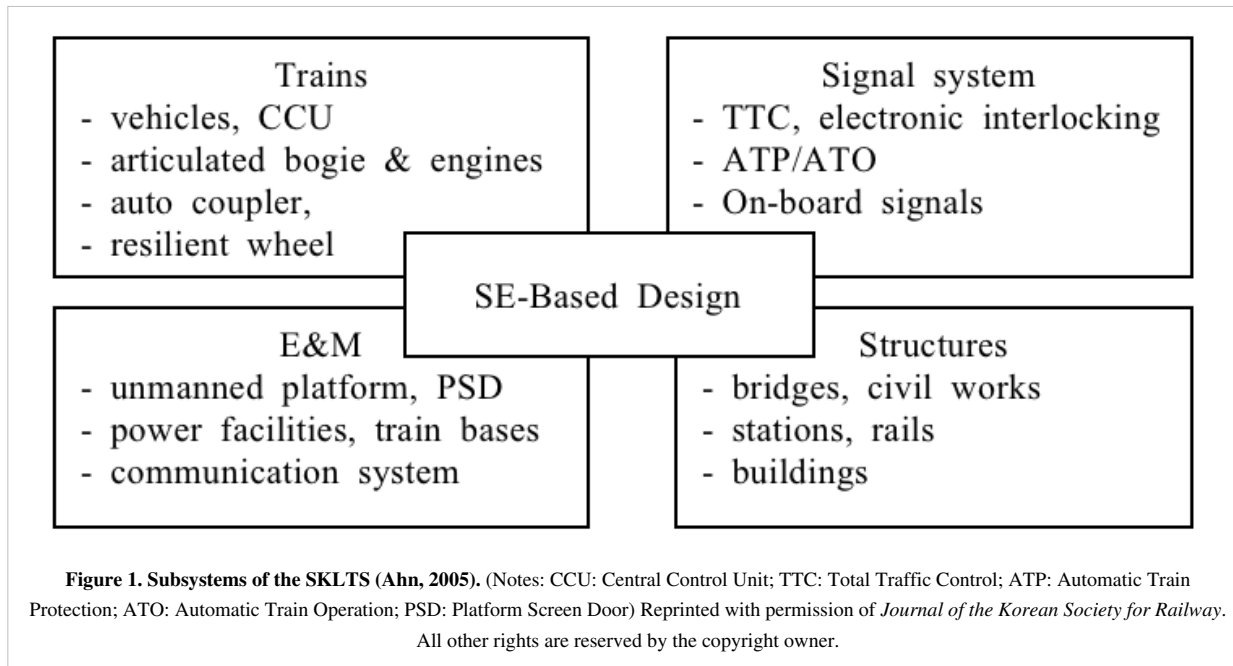 Trains
- vehicles, CCU
- articulated bogie & engines
- auto coupler,
- resilient wheel
Signal system
- TTC, electronic interlocking
- ATP/ATO
- On-board signals
SE-Based Design
E&M
- unmanned platform, PSD
- power facilities, train bases
- communication system
Structures
- bridges, civil works
- stations, rails
- buildings
Figure 1. Subsystems of the SKLTS (Ahn, 2005). (Notes: CCU: Central Control Unit; TTC: Total Traffic Control; ATP: Automatic Train
Protection; ATO: Automatic Train Operation; PSD: Platform Screen Door) Reprinted with permission of Journal of the Korean Society for Railway.
All other rights are reserved by the copyright owner.